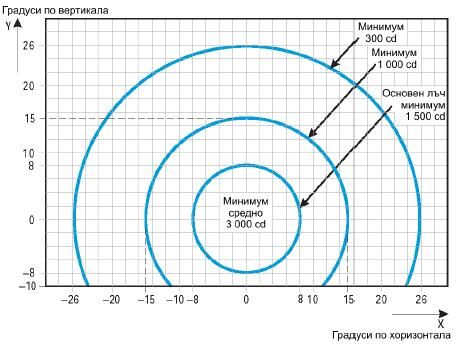 Градуси по вертикала
Y
Минимум
300 cd
Минимум
1 000 cd
Основен лъч
минимум
1 500 cd
Минимум
средно
3 000 cd
26
20
15
10
8
0
–8
–10
–26
–20
–15
–10
–8
0
8
10
15
20
26
X
Градуси по хоризонтала